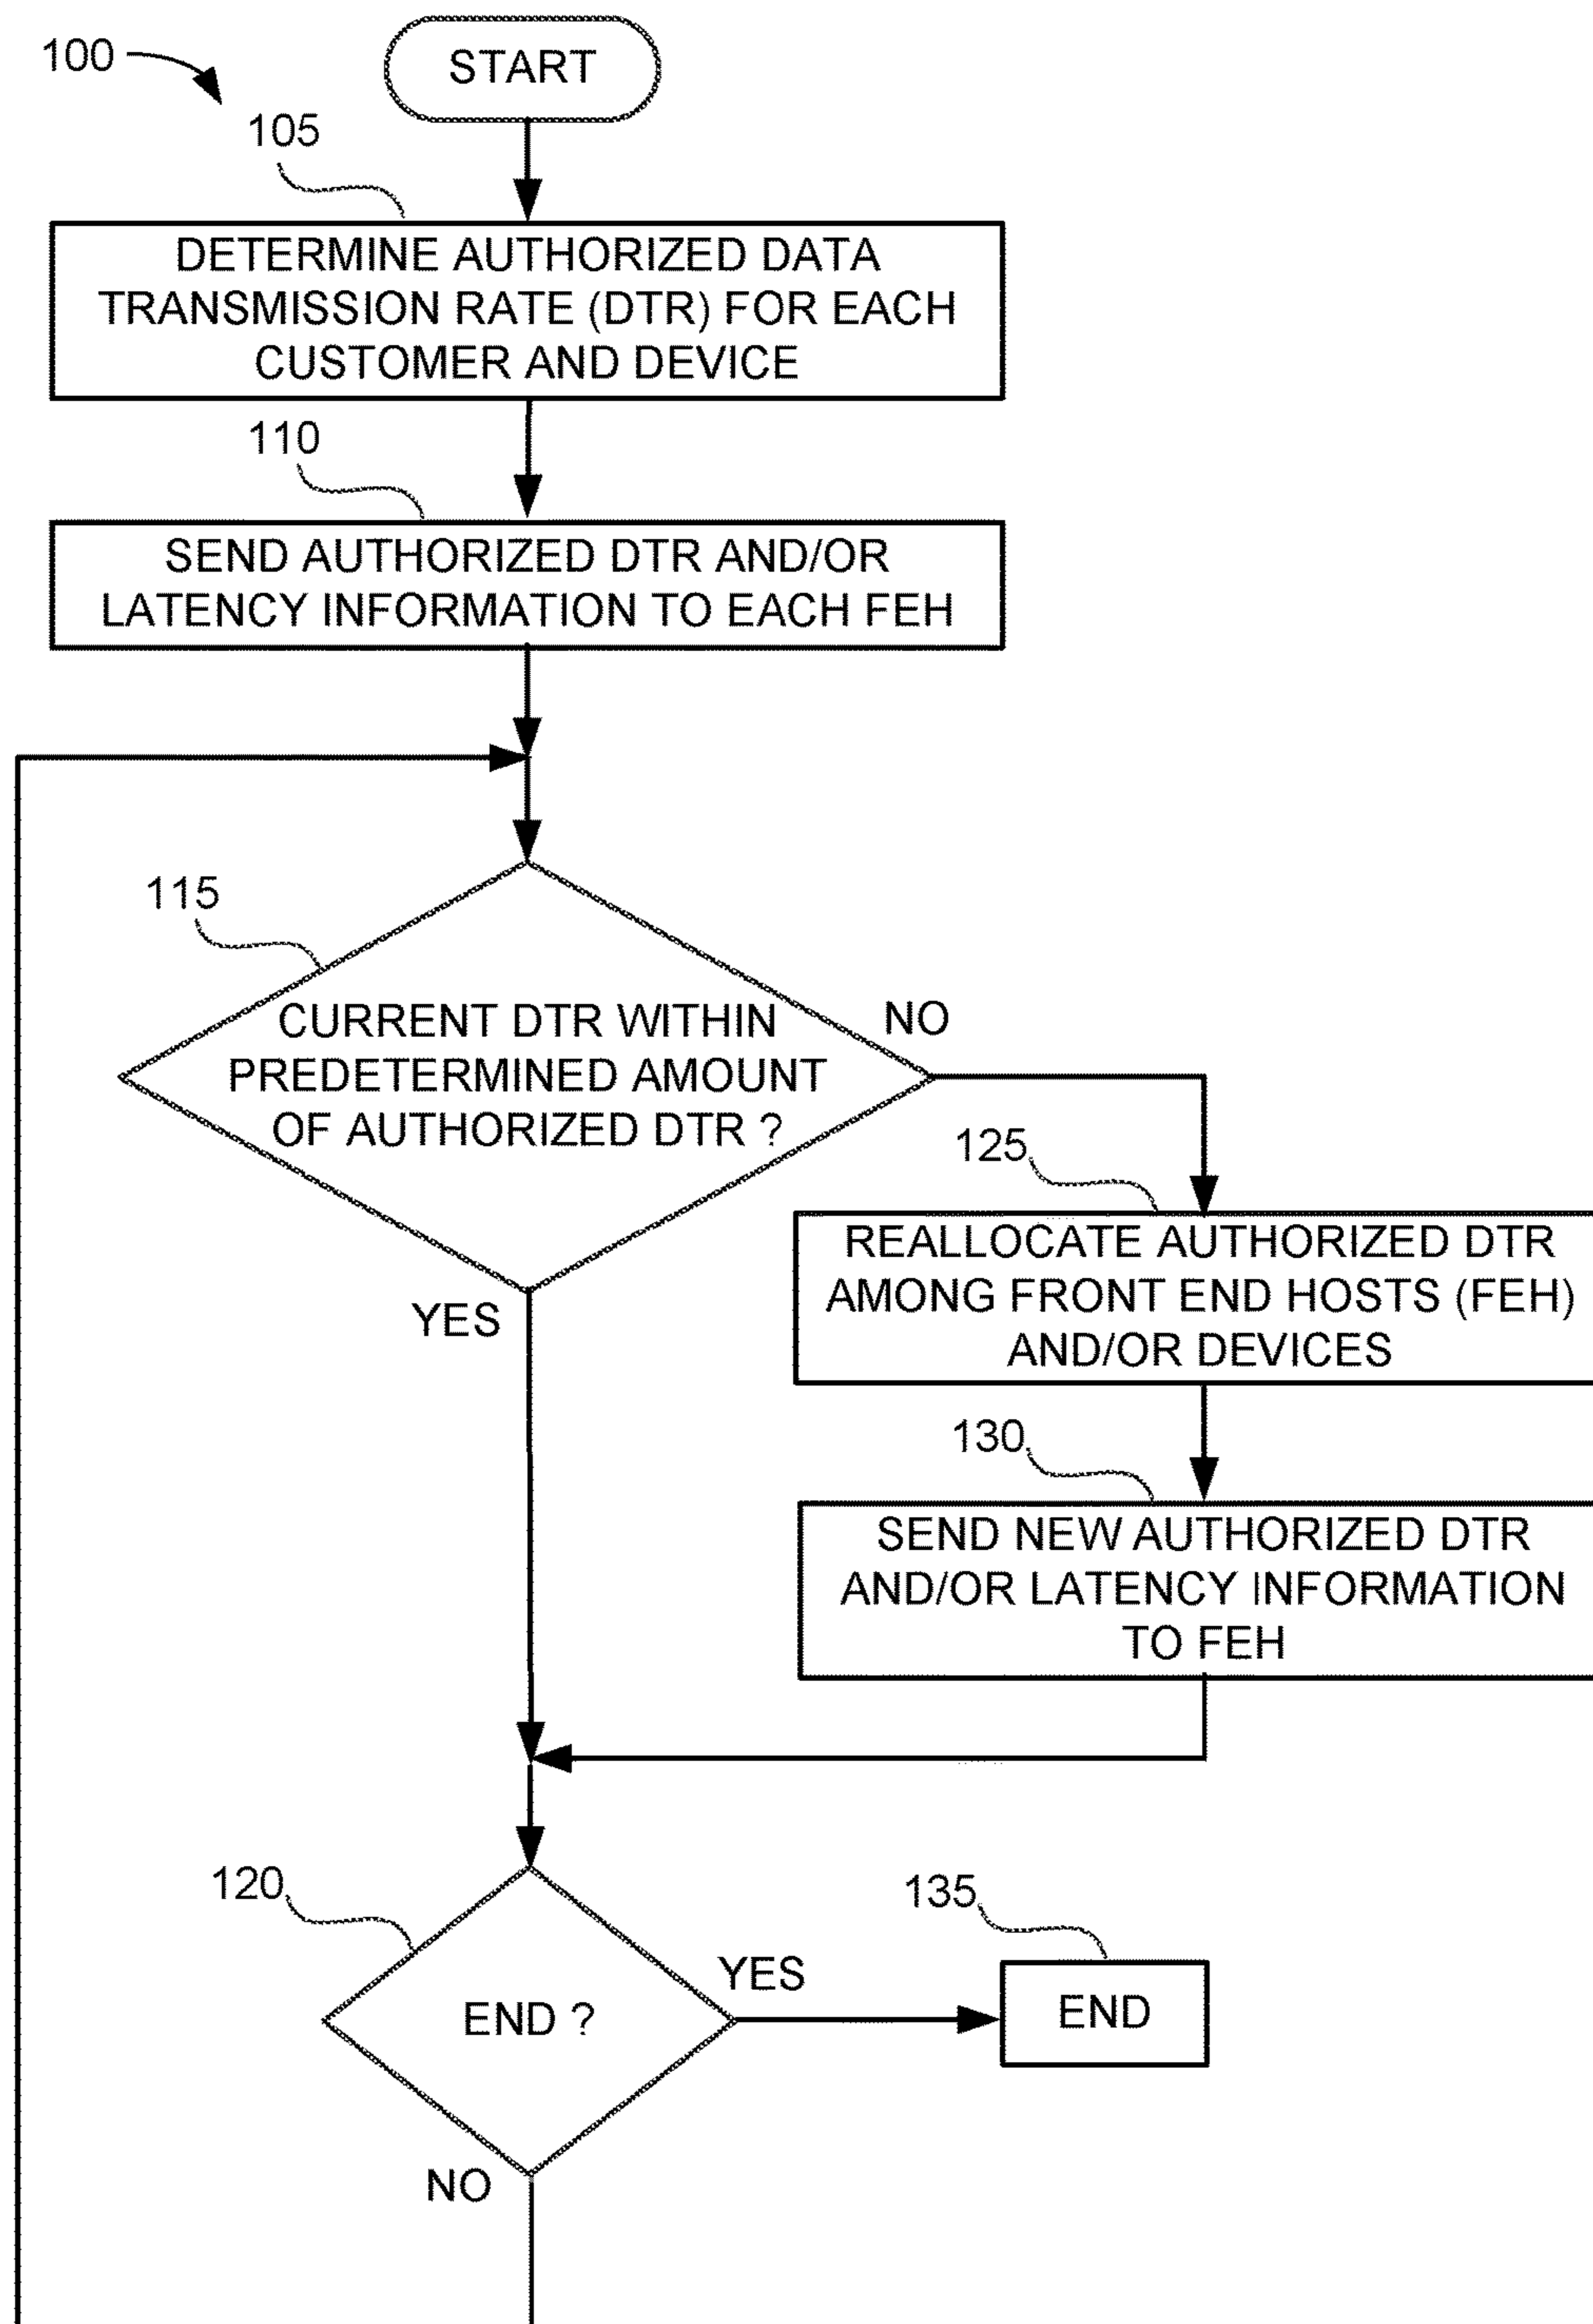 100
START
105
DETERMINE AUTHORIZED DATA
TRANSMISSION RATE (DTR) FOR EACH
CUSTOMER AND DEVICE
110
SEND AUTHORIZED DTR AND/OR
LATENCY INFORMATION TO EACH FEH
115
CURRENT DTR WITHIN
PREDETERMINED AMOUNT
OF AUTHORIZED DTR ?
NO
YES
125
REALLOCATE AUTHORIZED DTR
AMONG FRONT END HOSTS (FEH)
AND/OR DEVICES
130
SEND NEW AUTHORIZED DTR
AND/OR LATENCY INFORMATION
TO FEH
120
END ?
YES
135
END
NO